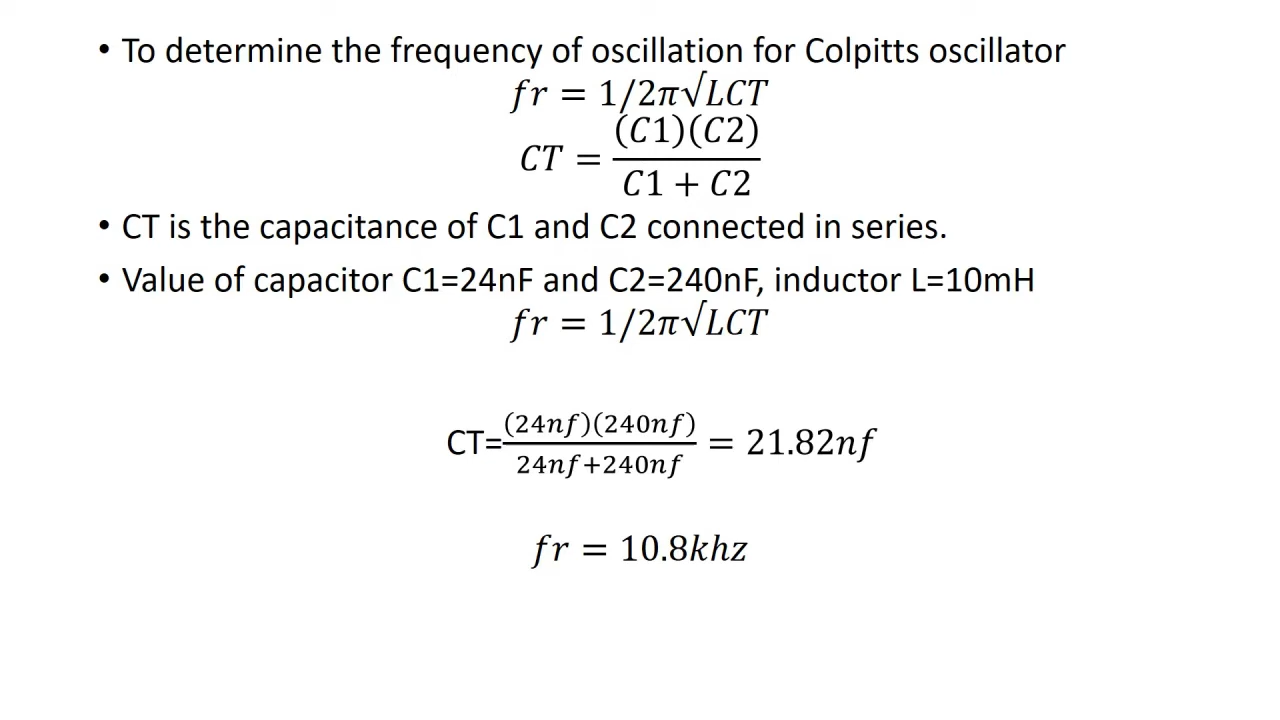 • To determine the frequency of oscillation for Colpitts oscillator
fr = 1/2π√LCT
CT = (C1)(C2) / C1 + C2
• CT is the capacitance of C1 and C2 connected in series.
• Value of capacitor C1=24nF and C2=240nF, inductor L=10mH
fr = 1/2π√LCT
CT= (24nf)(240nf) / 24nf+240nf = 21.82nf
fr = 10.8khz